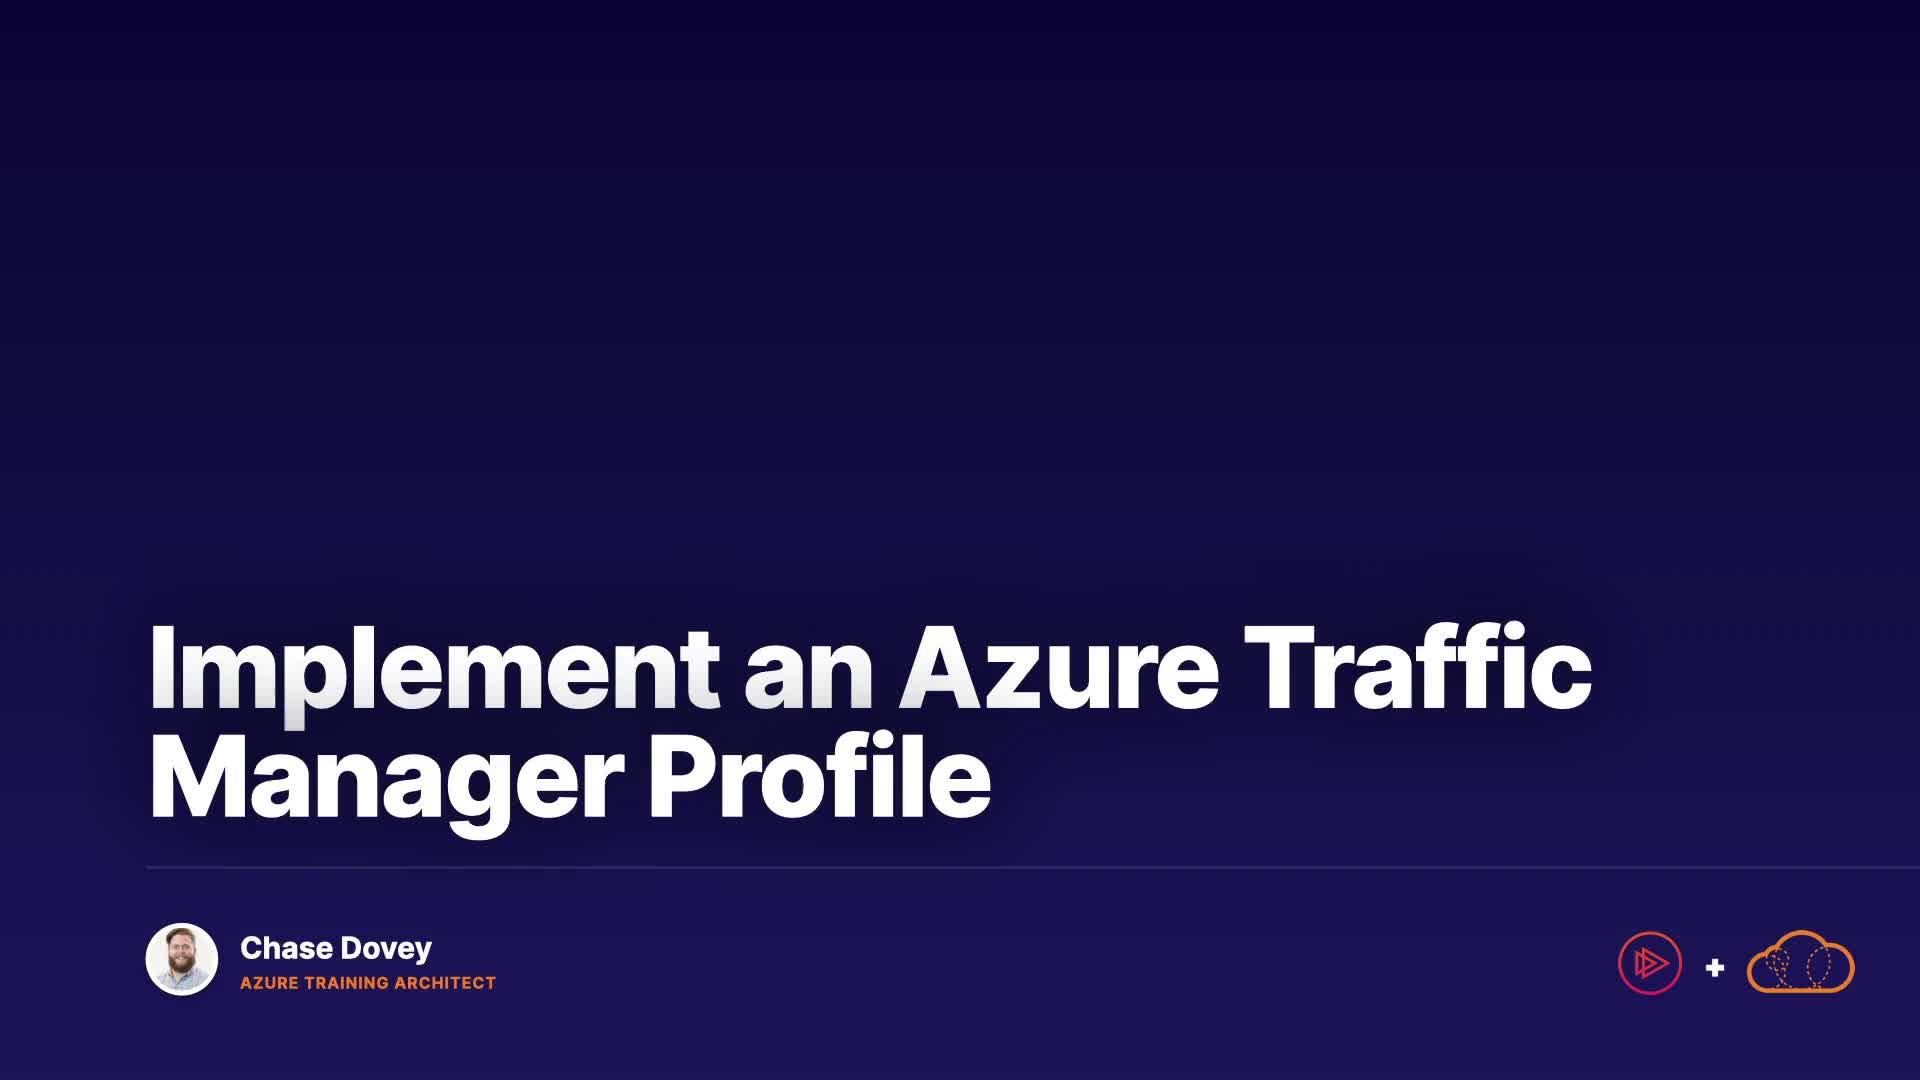 Implement an Azure Traffic
Manager Profile
Chase Dovey
AZURE TRAINING ARCHITECT